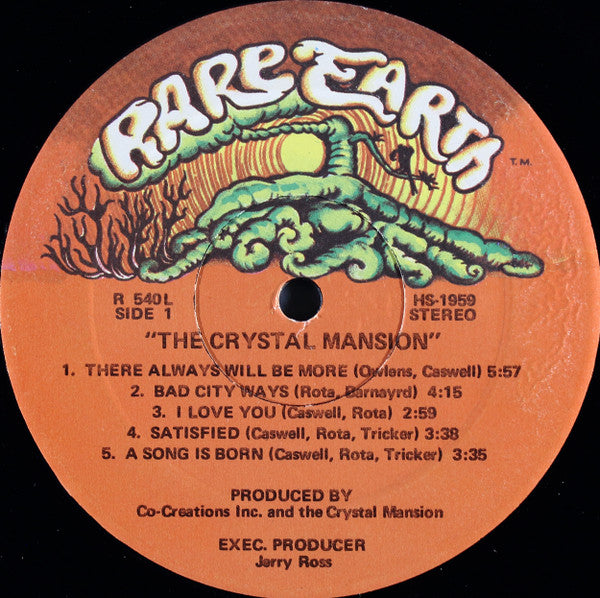 RARE EARTH
T.M.
R 540L HS-1959
SIDE 1 STEREO
"THE CRYSTAL MANSION"
1. THERE ALWAYS WILL BE MORE (Owlens, Caswell) 5:57
2. BAD CITY WAYS (Rota, Barnayrd) 4:15
3. I LOVE YOU (Caswell, Rota) 2:59
4. SATISFIED (Caswell, Rota, Tricker) 3:38
5. A SONG IS BORN (Caswell, Rota, Tricker) 3:35
PRODUCED BY
Co-Creations Inc. and the Crystal Mansion
EXEC. PRODUCER
Jerry Ross